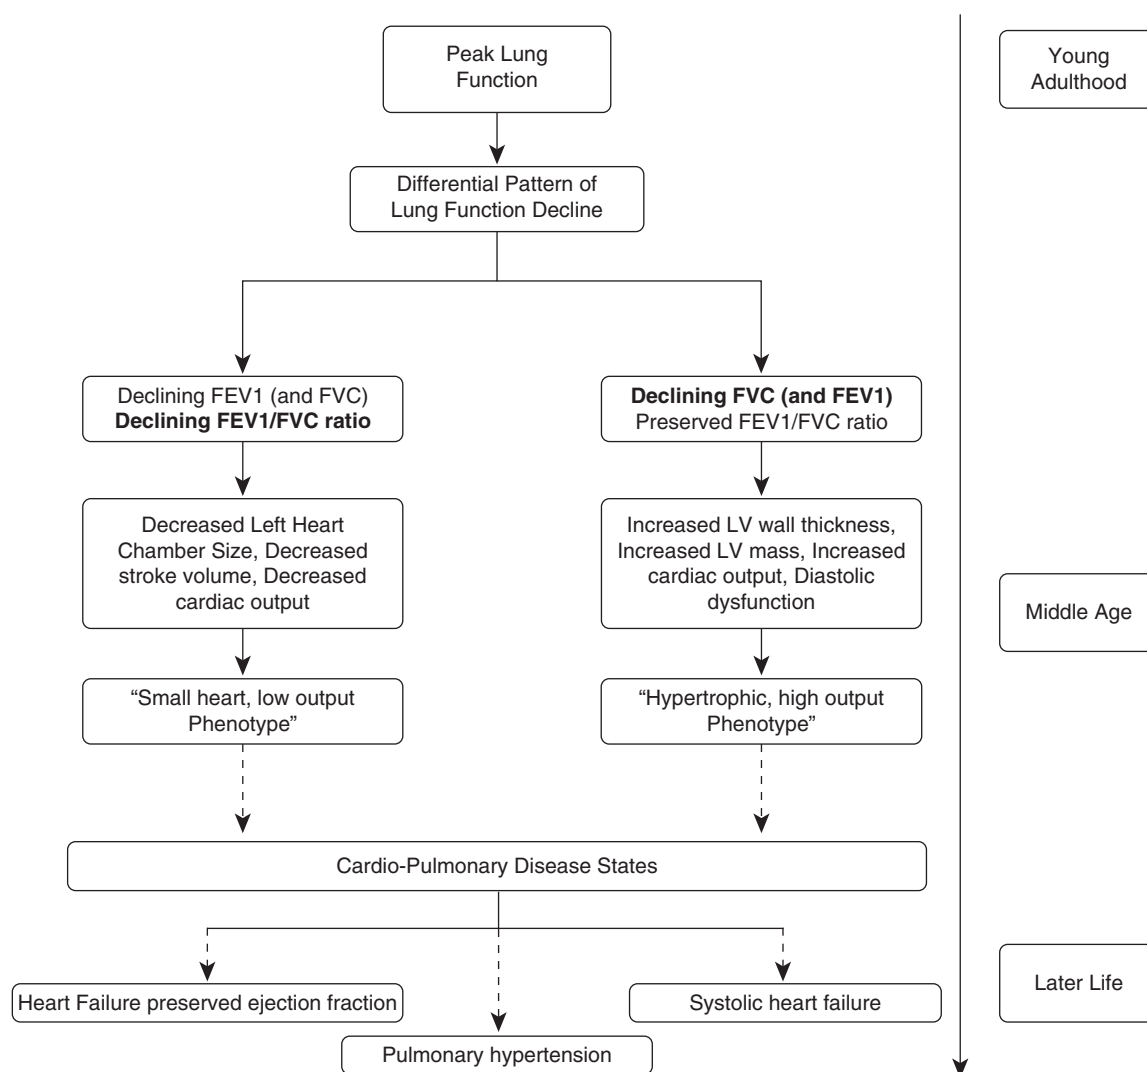 Peak Lung
Function
Young
Adulthood
Differential Pattern of
Lung Function Decline
Declining FEV1 (and FVC)
Declining FEV1/FVC ratio
Declining FVC (and FEV1)
Preserved FEV1/FVC ratio
Decreased Left Heart
Chamber Size, Decreased
stroke volume, Decreased
cardiac output
Increased LV wall thickness,
Increased LV mass, Increased
cardiac output, Diastolic
dysfunction
Middle Age
“Small heart, low output
Phenotype”
“Hypertrophic, high output
Phenotype”
Cardio-Pulmonary Disease States
Heart Failure preserved ejection fraction
Systolic heart failure
Later Life
Pulmonary hypertension